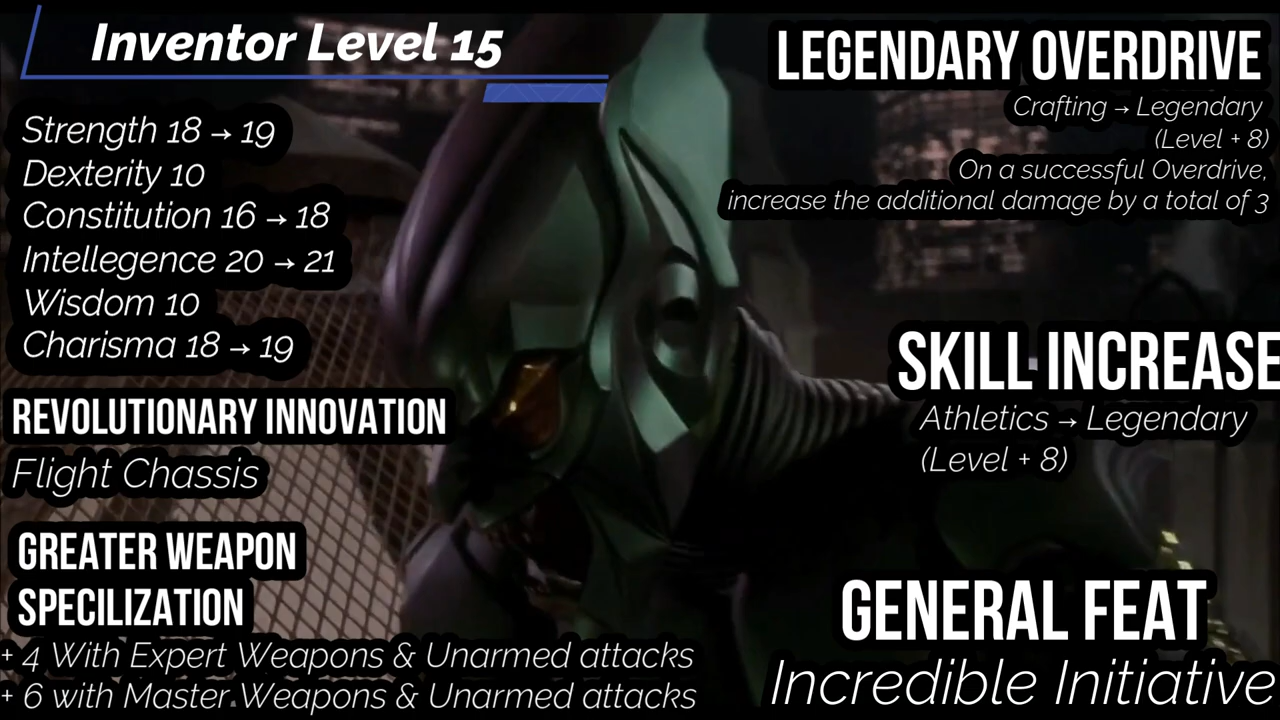 Inventor Level 15
Strength 18 → 19
Dexterity 10
Constitution 16 → 18
Intellegence 20 → 21
Wisdom 10
Charisma 18 → 19
REVOLUTIONARY INNOVATION
Flight Chassis
GREATER WEAPON
SPECILIZATION
+ 4 With Expert Weapons & Unarmed attacks
+ 6 with Master Weapons & Unarmed attacks
LEGENDARY OVERDRIVE
Crafting → Legendary
(Level + 8)
On a successful Overdrive,
increase the additional damage by a total of 3
SKILL INCREASE
Athletics → Legendary
(Level + 8)
GENERAL FEAT
Incredible Initiative